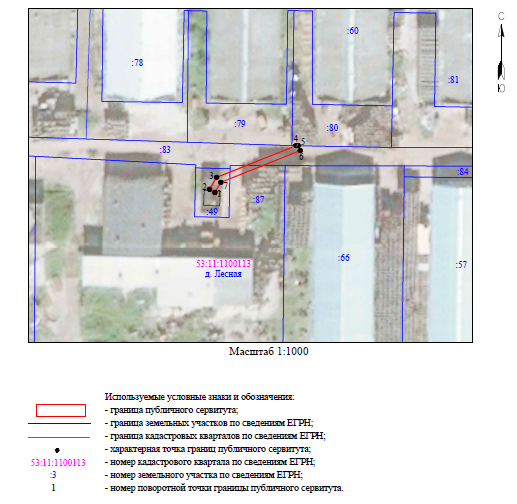 С
:60
:78
:81
Ю
:79
:80
4 5
6
:83
3
7
2
1
:84
:87
:49
53:11:1100113
д. Лесная
:66
:57
Масштаб 1:1000
Используемые условные знаки и обозначения:
- граница публичного сервитута;
- граница земельных участков по сведениям ЕГРН;
- граница кадастровых кварталов по сведениям ЕГРН;
- характерная точка границ публичного сервитута;
53:11:1100113 - номер кадастрового квартала по сведениям ЕГРН;
:3 - номер земельного участка по сведениям ЕГРН;
1 - номер поворотной точки границы публичного сервитута.